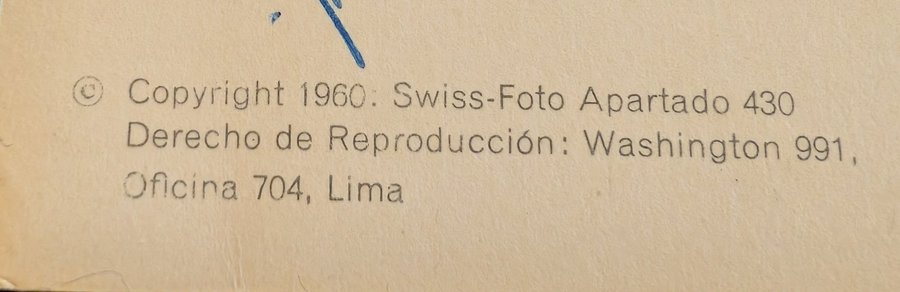 © Copyright 1960: Swiss-Foto Apartado 430
Derecho de Reproducción: Washington 991,
Oficina 704, Lima